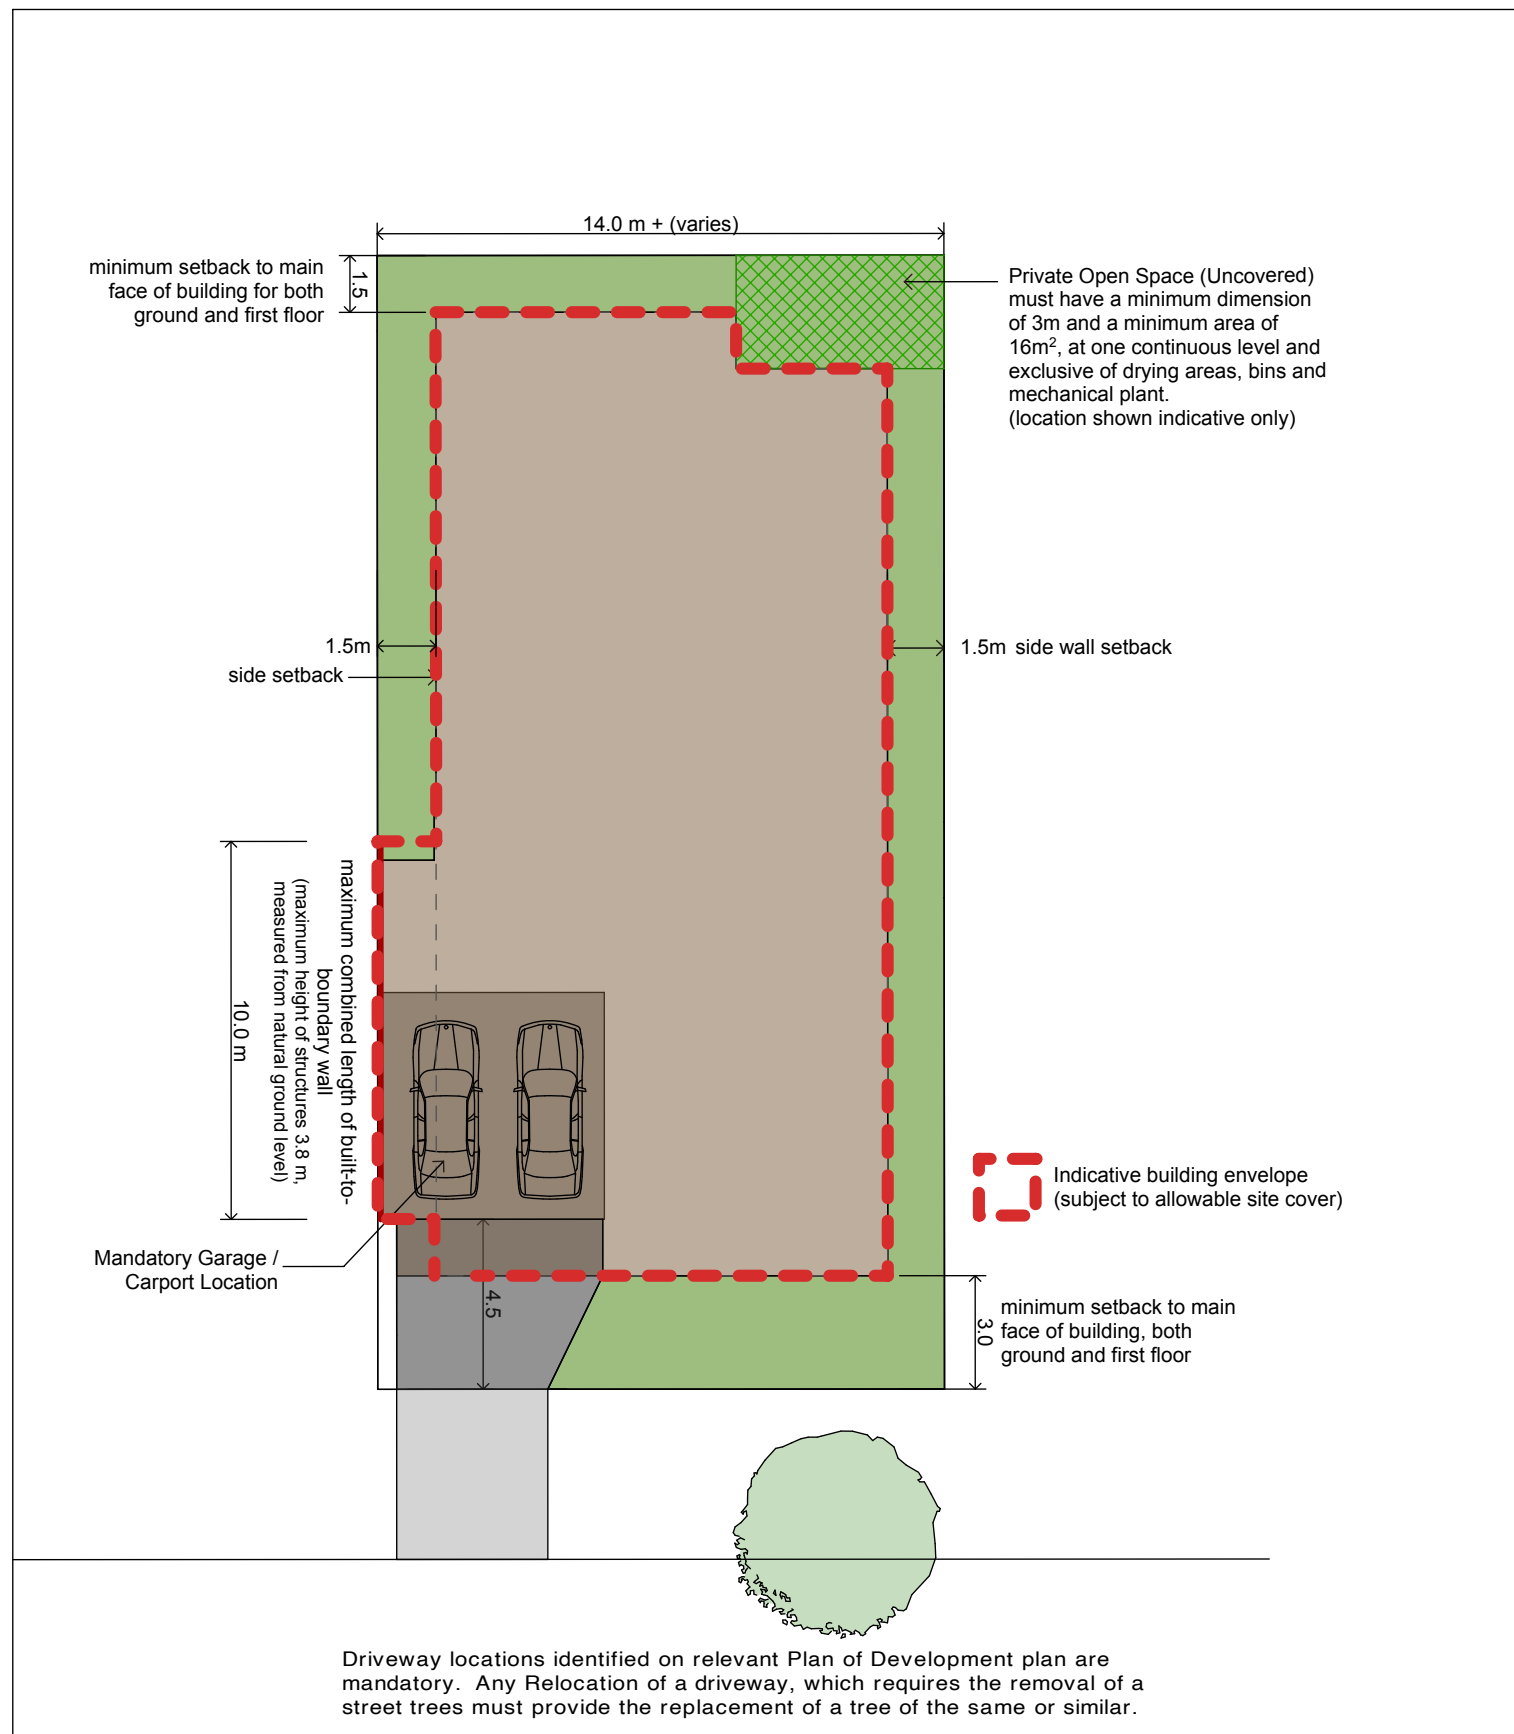 14.0 m + (varies)
minimum setback to main
face of building for both
ground and first floor
1.5
Private Open Space (Uncovered)
must have a minimum dimension
of 3m and a minimum area of
16m², at one continuous level and
exclusive of drying areas, bins and
mechanical plant.
(location shown indicative only)
1.5m
side setback
1.5m side wall setback
maximum combined length of built-to-
boundary wall
(maximum height of structures 3.8 m,
measured from natural ground level)
10.0 m
Mandatory Garage /
Carport Location
4.5
Indicative building envelope
(subject to allowable site cover)
3.0
minimum setback to main
face of building, both
ground and first floor
Driveway locations identified on relevant Plan of Development plan are
mandatory. Any Relocation of a driveway, which requires the removal of a
street trees must provide the replacement of a tree of the same or similar.